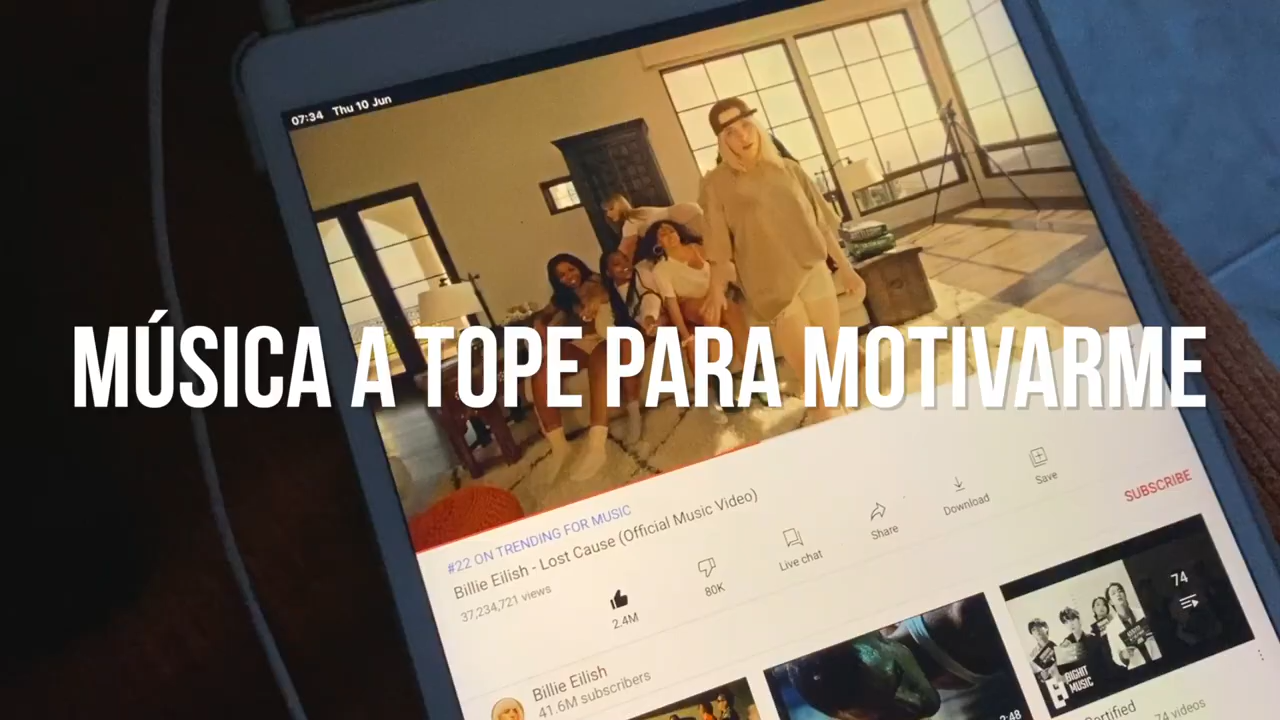 07:34 Thu 10 Jun
MÚSICA A TOPE PARA MOTIVARME
#22 ON TRENDING FOR MUSIC
Billie Eilish - Lost Cause (Official Music Video)
37,234,721 views
2.4M
80K
Live chat
Share
Download
Save
SUBSCRIBE
Billie Eilish
41.6M subscribers
2:48
74
BIGHIT
MUSIC
74 videos